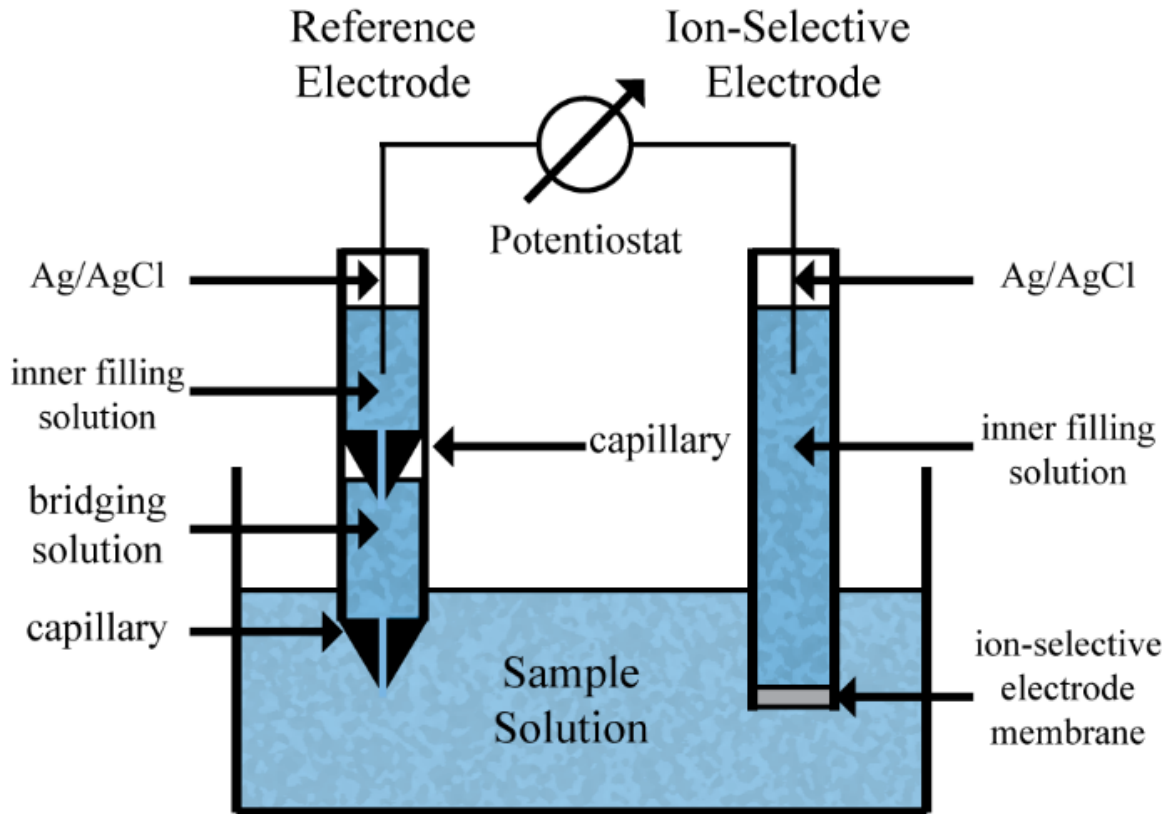 Reference
Electrode
Ion-Selective
Electrode
Potentiostat
Ag/AgCl
Ag/AgCl
inner filling
solution
capillary
inner filling
solution
bridging
solution
capillary
Sample
Solution
ion-selective
electrode
membrane